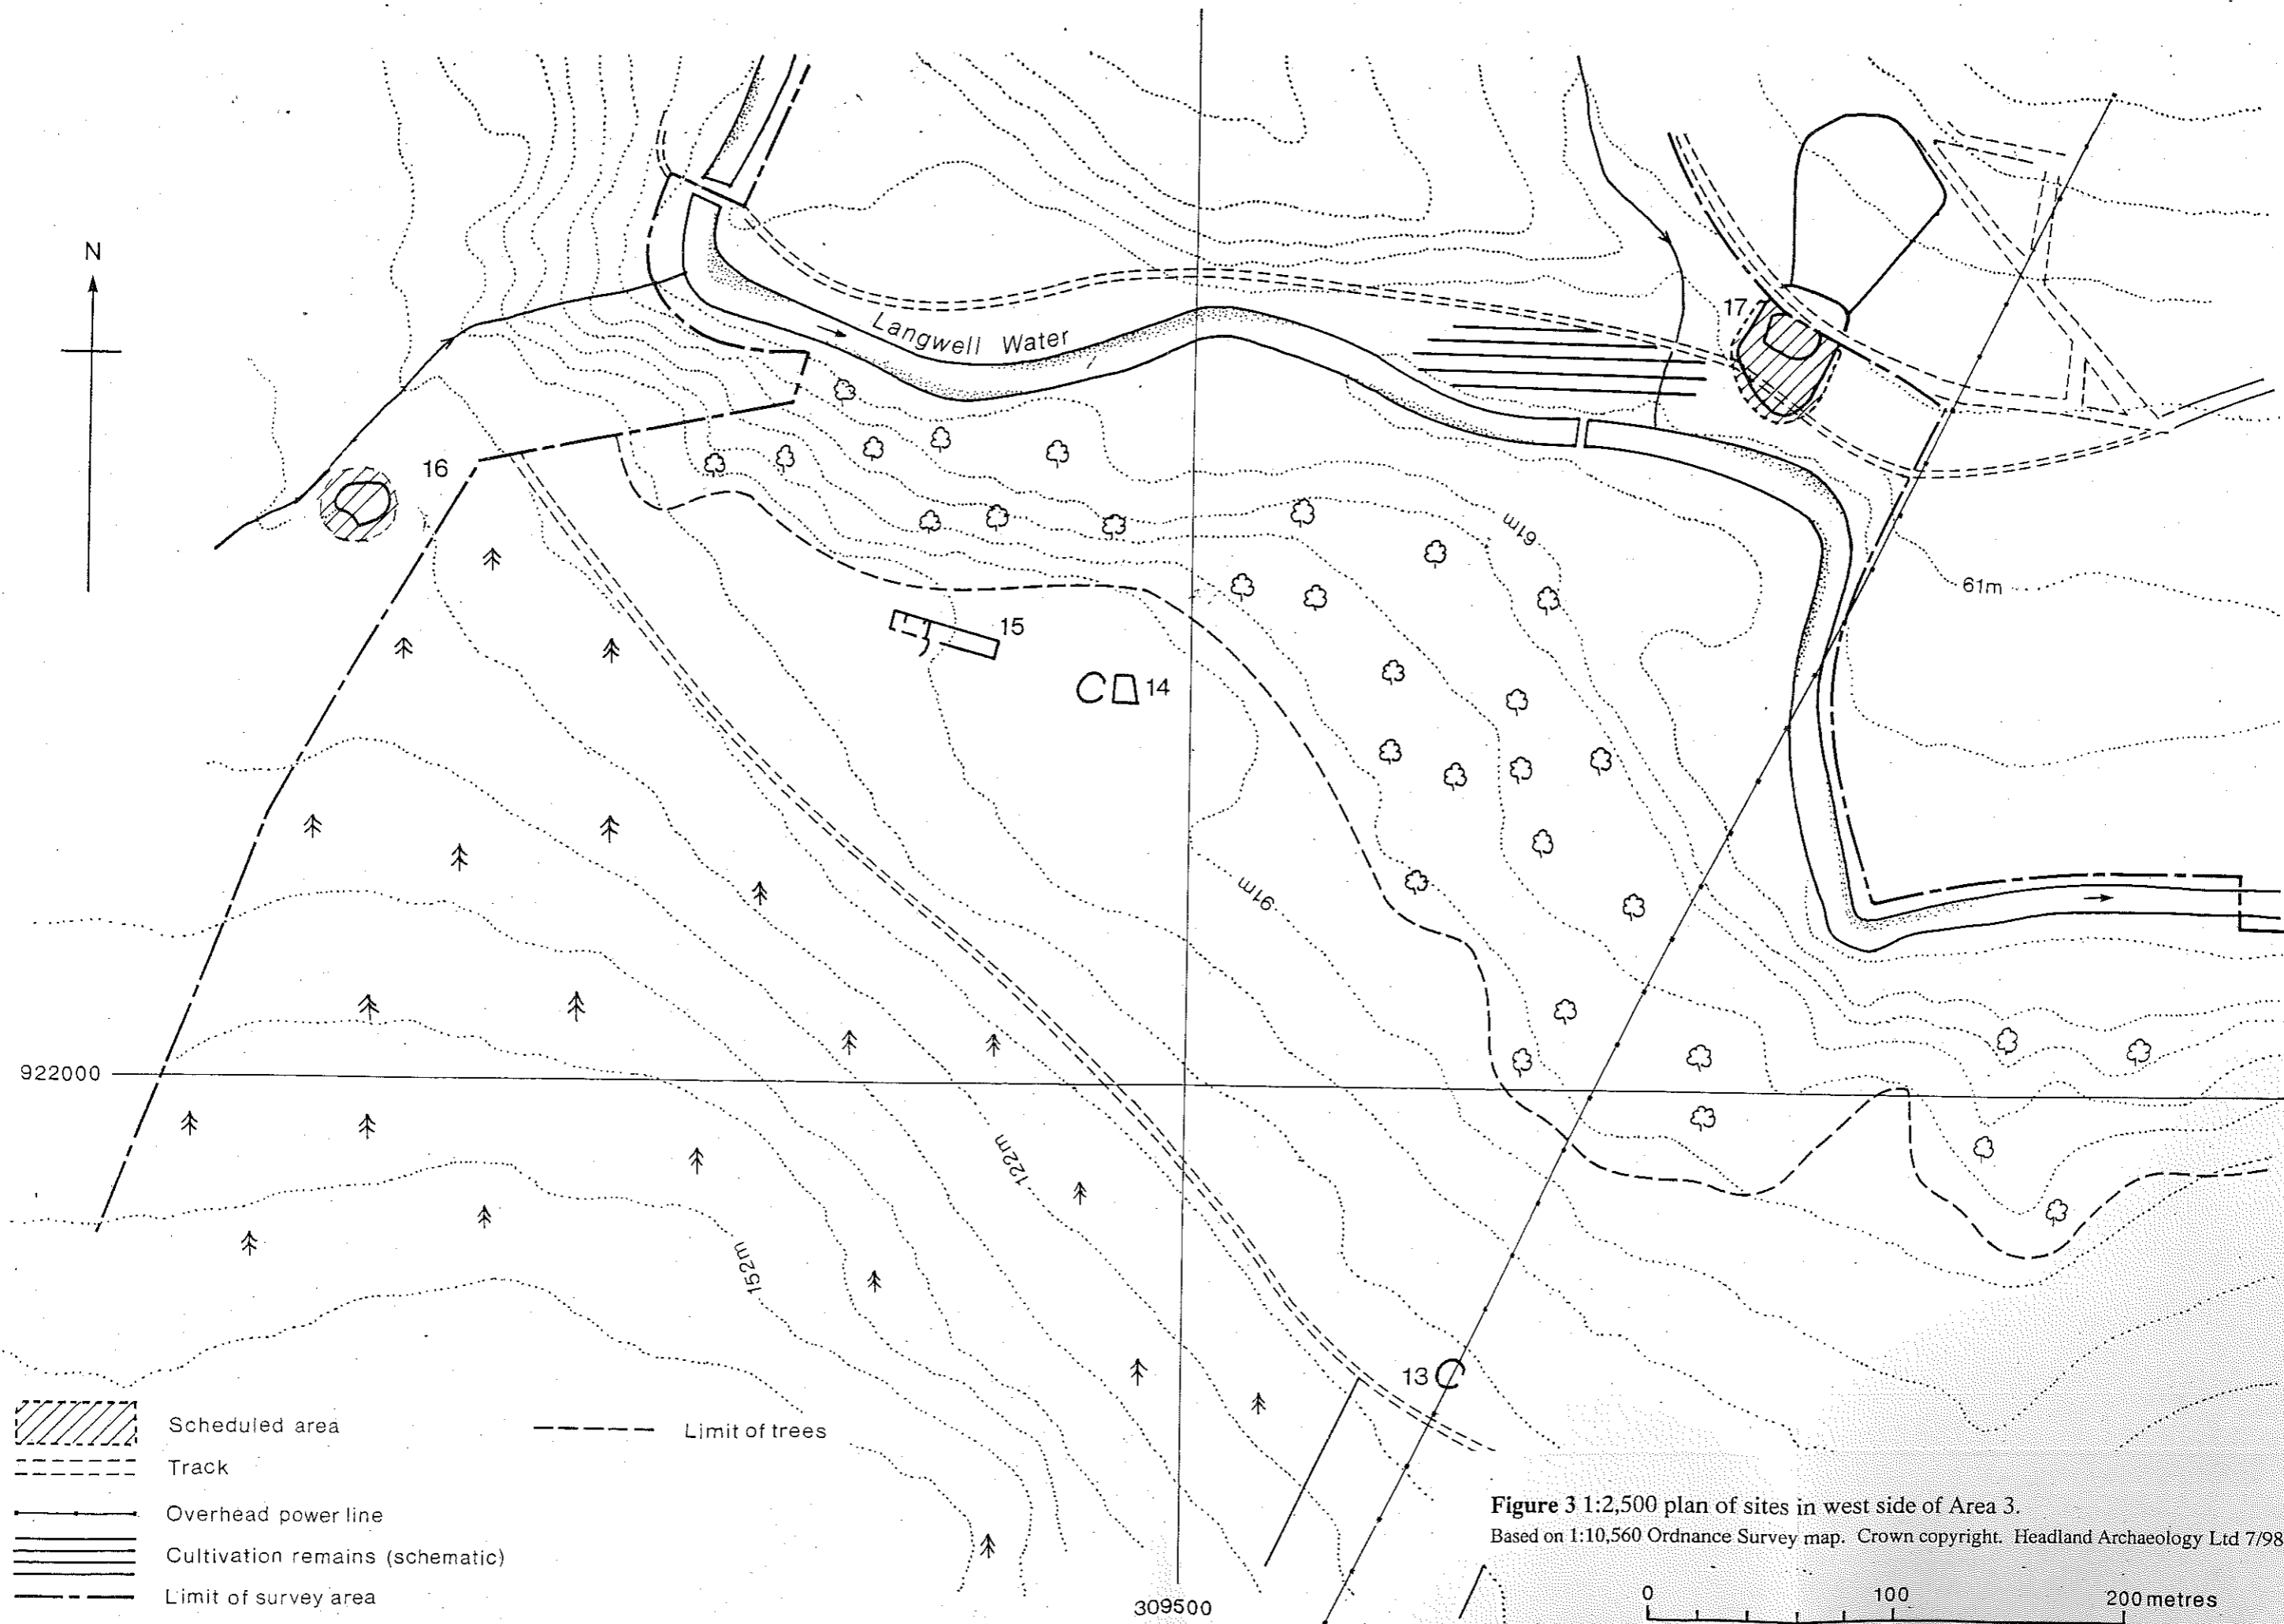 N
Langwell Water
17
16
61m
61m
15
14
91m
922000
122m
152m
13
Scheduled area
Limit of trees
Track
Overhead power line
Cultivation remains (schematic)
Limit of survey area
309500
Figure 3 1:2,500 plan of sites in west side of Area 3.
Based on 1:10,560 Ordnance Survey map. Crown copyright. Headland Archaeology Ltd 7/98
0 100 200 metres